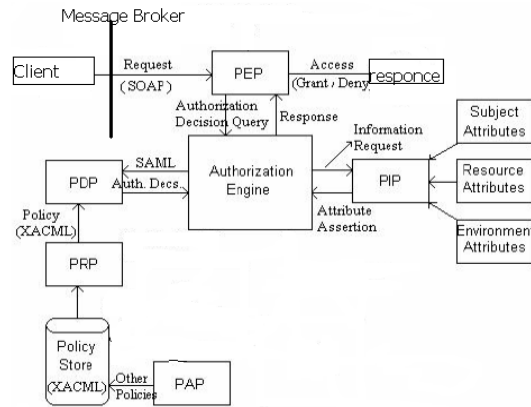 Message Broker
Client
Request
(SOAP)
PEP
Access
(Grant / Deny)
responce
Authorization
Decision Query
Response
Information
Request
Subject
Attributes
SAML
PDP
Auth. Decs.
Authorization
Engine
PIP
Resource
Attributes
Attribute
Assertion
Policy
(XACML)
Environment
Attributes
PRP
Policy
Store
(XACML)
Other
Policies
PAP